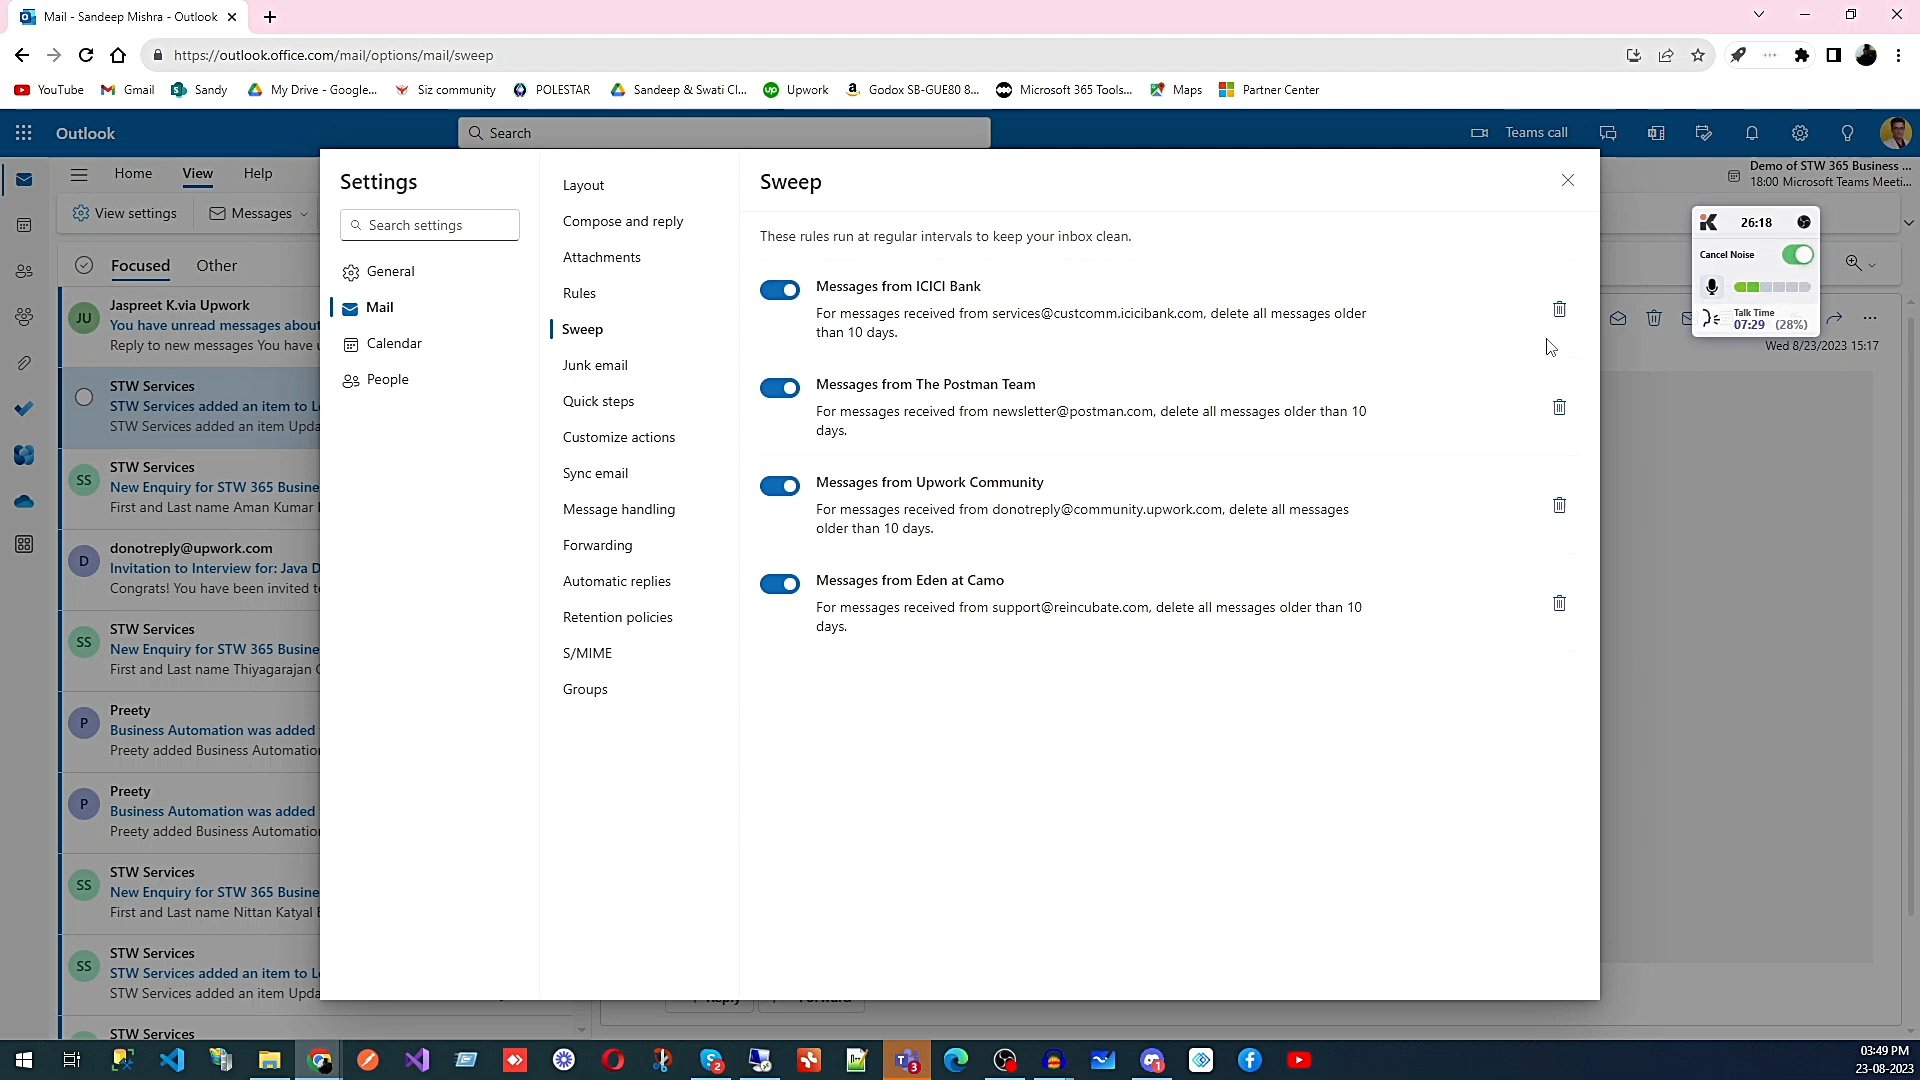 Mail - Sandeep Mishra - Outlook
https://outlook.office.com/mail/options/mail/sweep
YouTube
Gmail
Sandy
My Drive - Google...
Siz community
POLESTAR
Sandeep & Swati Cl...
Upwork
Godox SB-GUE80 8...
Microsoft 365 Tools...
Maps
Partner Center
Outlook
Search
Teams call
Home
View
Help
View settings
Messages
Demo of STW 365 Business ...
18:00 Microsoft Teams Meeti...
Focused
Other
Jaspreet K.via Upwork
You have unread messages about
Reply to new messages You have
STW Services
STW Services added an item to
STW Services added an item Upda
STW Services
New Enquiry for STW 365 Busine
First and Last name Aman Kumar
donotreply@upwork.com
Invitation to Interview for: Java D
Congrats! You have been invited t
STW Services
New Enquiry for STW 365 Busine
First and Last name Thiyagarajan
Preety
Business Automation was added
Preety added Business Automation
Preety
Business Automation was added
Preety added Business Automation
STW Services
New Enquiry for STW 365 Busine
First and Last name Nittan Katyal
STW Services
STW Services added an item to
STW Services added an item Upda
STW Services
JU
SS
D
SS
P
P
SS
SS
Settings
Search settings
General
Mail
Calendar
People
Layout
Compose and reply
Attachments
Rules
Sweep
Junk email
Quick steps
Customize actions
Sync email
Message handling
Forwarding
Automatic replies
Retention policies
S/MIME
Groups
Sweep
These rules run at regular intervals to keep your inbox clean.
Messages from ICICI Bank
For messages received from services@custcomm.icicibank.com, delete all messages older
than 10 days.
Messages from The Postman Team
For messages received from newsletter@postman.com, delete all messages older than 10
days.
Messages from Upwork Community
For messages received from donotreply@community.upwork.com, delete all messages
older than 10 days.
Messages from Eden at Camo
For messages received from support@reincubate.com, delete all messages older than 10
days.
26:18
Cancel Noise
Talk Time
07:29 (28%)
Wed 8/23/2023 15:17
2
3
1
03:49 PM
23-08-2023